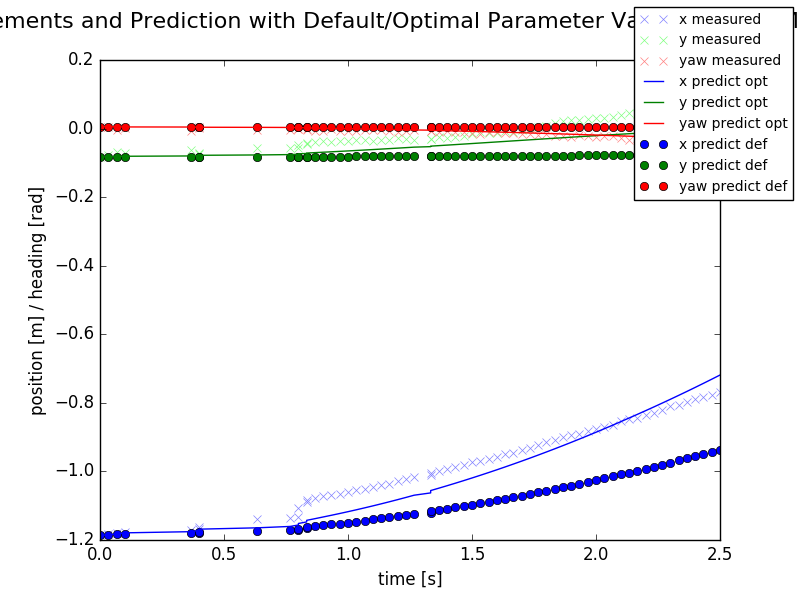 ements and Prediction with Default/Optimal Parameter Va
x measured
y measured
yaw measured
x predict opt
y predict opt
yaw predict opt
x predict def
y predict def
yaw predict def
0.2
0.0
−0.2
−0.4
−0.6
−0.8
−1.0
−1.2
0.0 0.5 1.0 1.5 2.0 2.5
position [m] / heading [rad]
time [s]